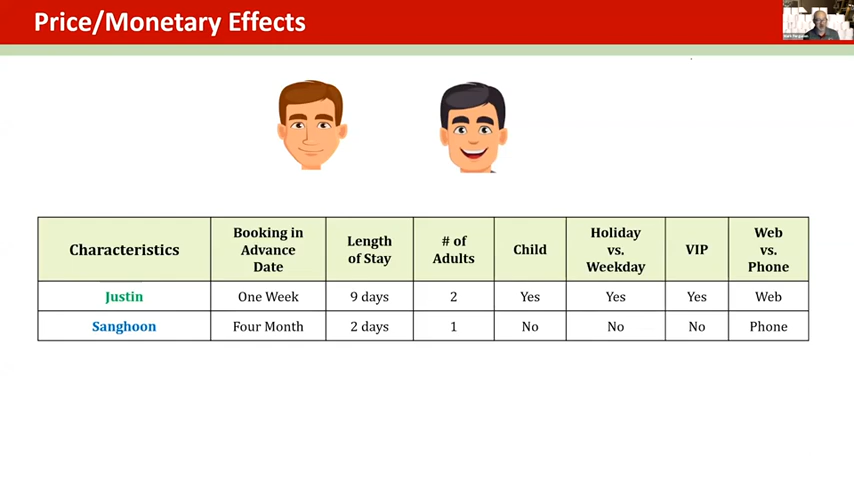 Price/Monetary Effects
Characteristics
Booking in
Advance
Date
Length
of Stay
# of
Adults
Child
Holiday
vs.
Weekday
VIP
Web
vs.
Phone
Justin One Week 9 days 2 Yes Yes Yes Web
Sanghoon Four Month 2 days 1 No No No Phone